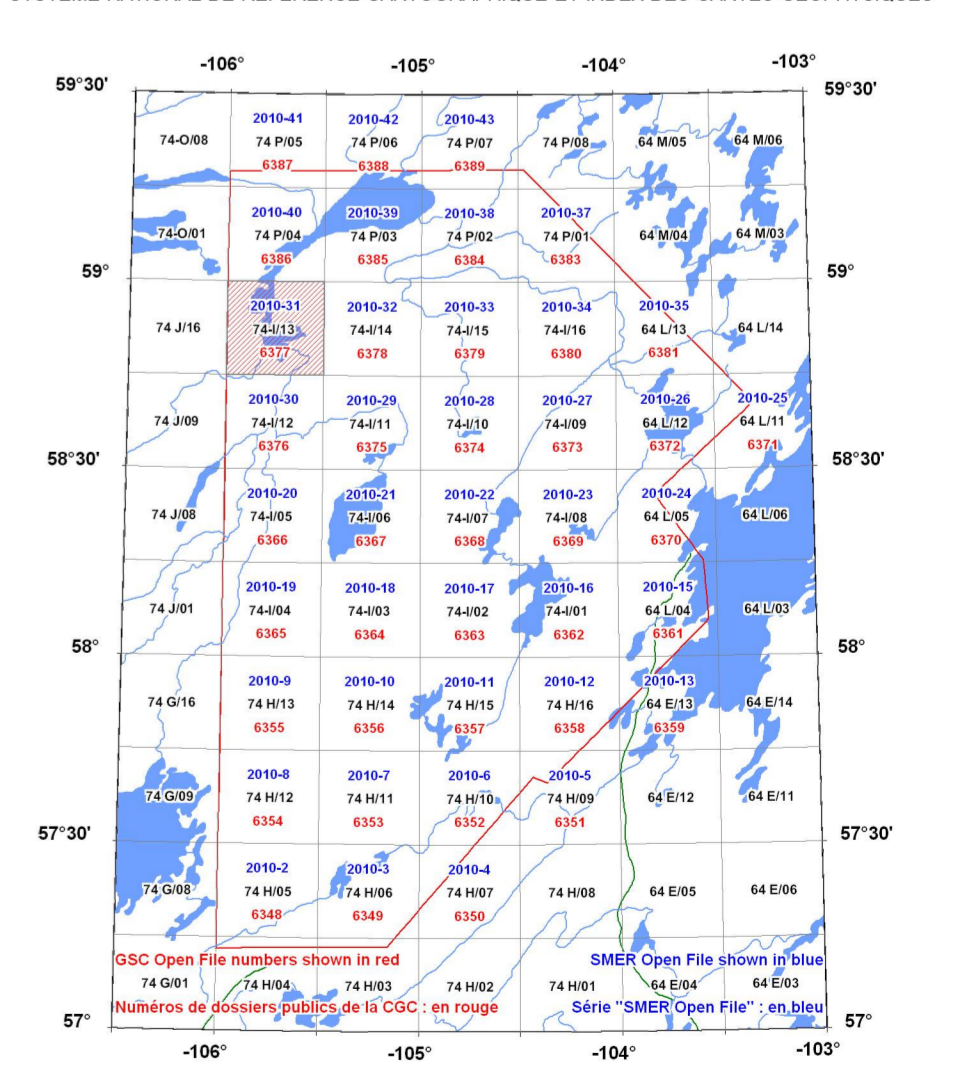 -106° -105° -104° -103°
59°30' 59°30'
2010-41 2010-42 2010-43
74-O/08 74 P/05 74 P/06 74 P/07 74 P/08 64 M/05 64 M/06
6387 6388 6389
2010-40 2010-39 2010-38 2010-37
74-O/01 74 P/04 74 P/03 74 P/02 74 P/01 64 M/04 64 M/03
6386 6385 6384 6383
59° 59°
2010-31 2010-32 2010-33 2010-34 2010-35
74 J/16 74-I/13 74-I/14 74-I/15 74-I/16 64 L/13 64 L/14
6377 6378 6379 6380 6381
2010-30 2010-29 2010-28 2010-27 2010-26 2010-25
74 J/09 74-I/12 74-I/11 74-I/10 74-I/09 64 L/12 64 L/11
6376 6375 6374 6373 6372 6371
58°30' 58°30'
2010-20 2010-21 2010-22 2010-23 2010-24
74 J/08 74-I/05 74-I/06 74-I/07 74-I/08 64 L/05 64 L/06
6366 6367 6368 6369 6370
2010-19 2010-18 2010-17 2010-16 2010-15
74 J/01 74-I/04 74-I/03 74-I/02 74-I/01 64 L/04 64 L/03
6365 6364 6363 6362 6361
58° 58°
2010-9 2010-10 2010-11 2010-12 2010-13
74 G/16 74 H/13 74 H/14 74 H/15 74 H/16 64 E/13 64 E/14
6355 6356 6357 6358 6359
2010-8 2010-7 2010-6 2010-5
74 G/09 74 H/12 74 H/11 74 H/10 74 H/09 64 E/12 64 E/11
6354 6353 6352 6351
57°30' 57°30'
2010-2 2010-3 2010-4
74 G/08 74 H/05 74 H/06 74 H/07 74 H/08 64 E/05 64 E/06
6348 6349 6350
GSC Open File numbers shown in red SMER Open File shown in blue
74 G/01 74 H/04 74 H/03 74 H/02 74 H/01 64 E/04 64 E/03
Numéros de dossiers publics de la CGC : en rouge Série "SMER Open File" : en bleu
57° 57°
-106° -105° -104° -103